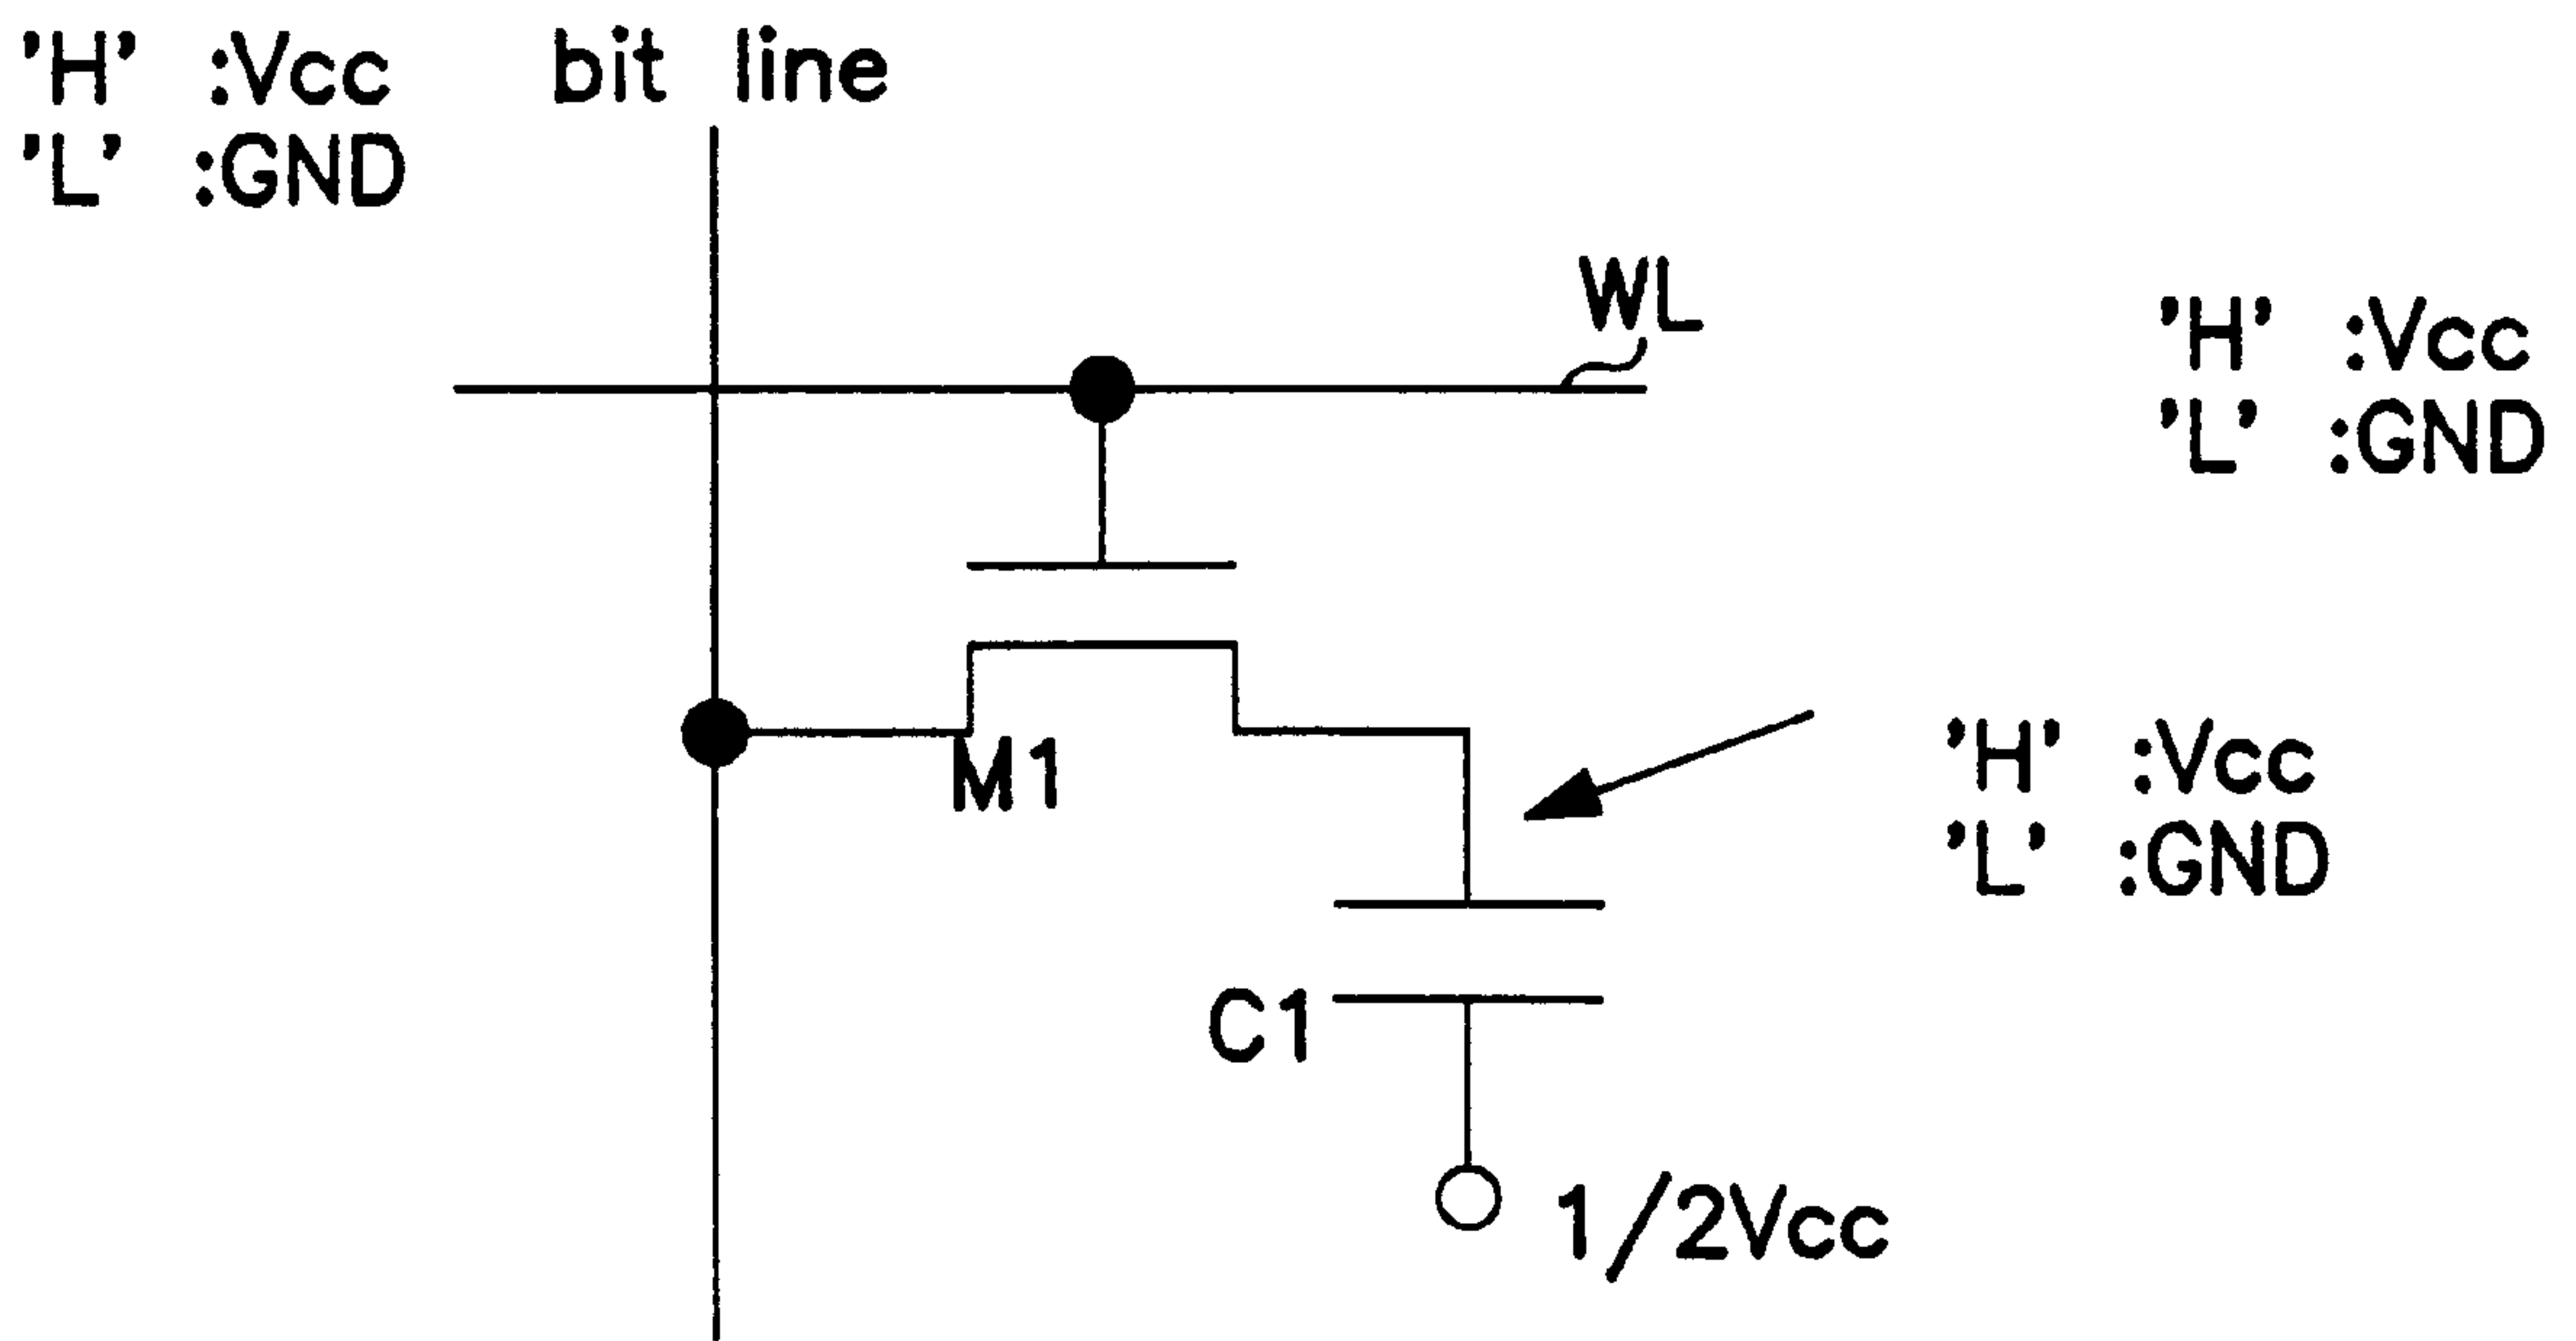 'H' :Vcc
'L' :GND
bit line
WL
'H' :Vcc
'L' :GND
M1
'H' :Vcc
'L' :GND
C1
1/2Vcc